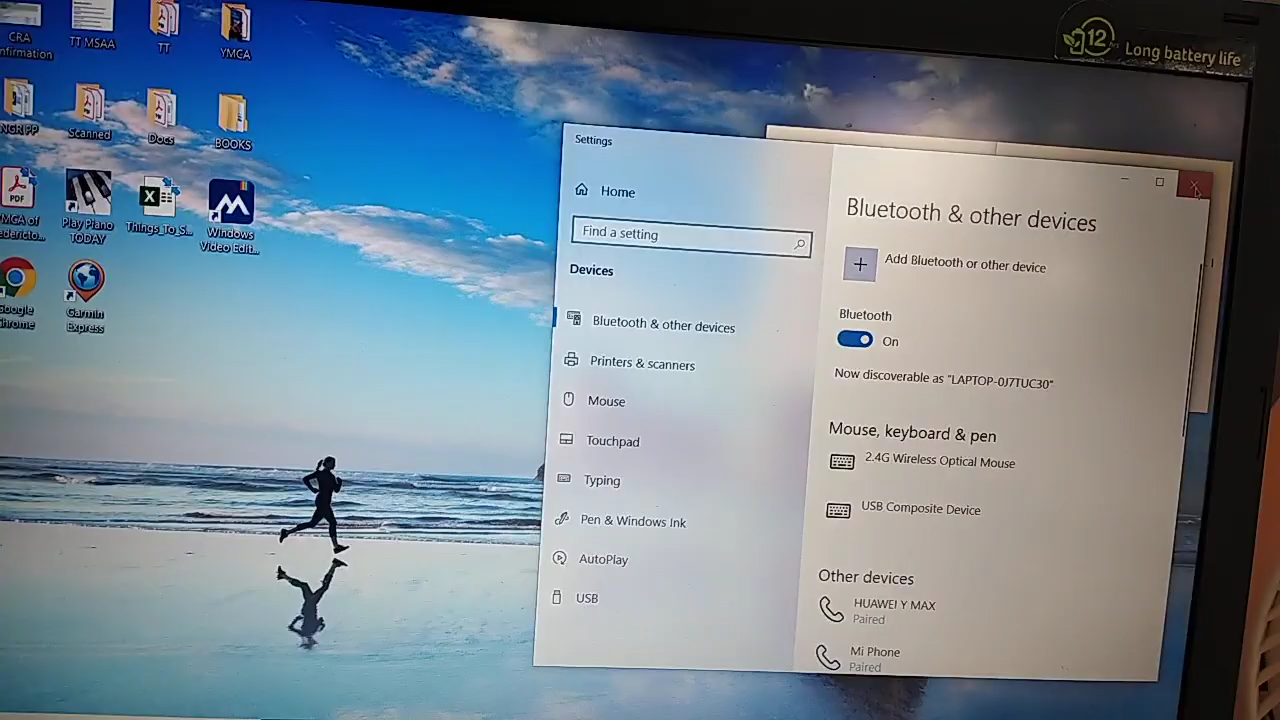 CRA
TT MSAA
TT
YMCA
Scanned
Docs
BOOKS
PDF
Play Piano
TODAY
Things_To_S...
Windows
Video Edit...
Google
Chrome
Garmin
Express
12
Long battery life
Settings
Home
Find a setting
Devices
Bluetooth & other devices
Printers & scanners
Mouse
Touchpad
Typing
Pen & Windows Ink
AutoPlay
USB
Bluetooth & other devices
Add Bluetooth or other device
Bluetooth
On
Now discoverable as "LAPTOP-0J7TUC30"
Mouse, keyboard & pen
2.4G Wireless Optical Mouse
USB Composite Device
Other devices
HUAWEI Y MAX
Paired
Mi Phone
Paired